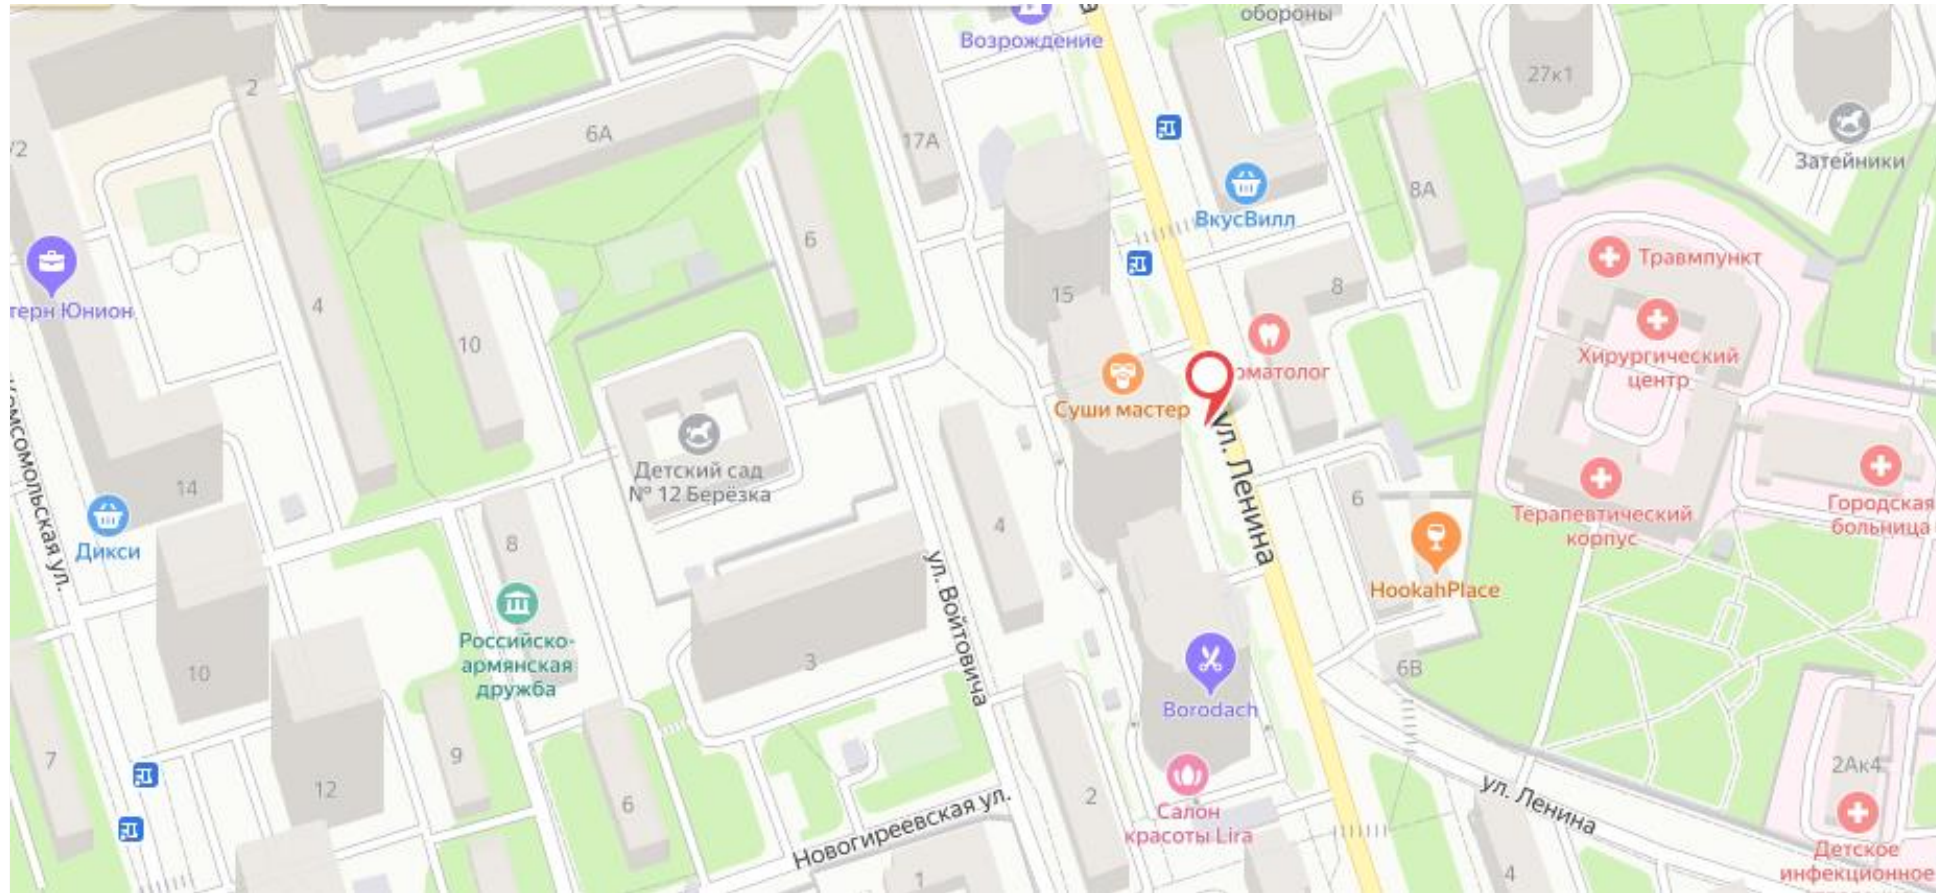 обороны
Возрождение
27к1
2
6А
17А
Затейники
8А
ВкусВилл
6
Травмпункт
15
8
4
10
Хирургический
центр
Суши мастер
Детский сад
№ 12 Берёзка
14
4
6
ул. Ленина
Городская
больница
Терапевтический
корпус
Дикси
8
HookahPlace
Российско-
армянская
дружба
ул. Войтовича
10
3
6В
Borodach
7
9
12
6
2
2Ак4
ул. Ленина
Салон
красоты Lira
Новогиреевская ул.
Детское
инфекционное
4
1